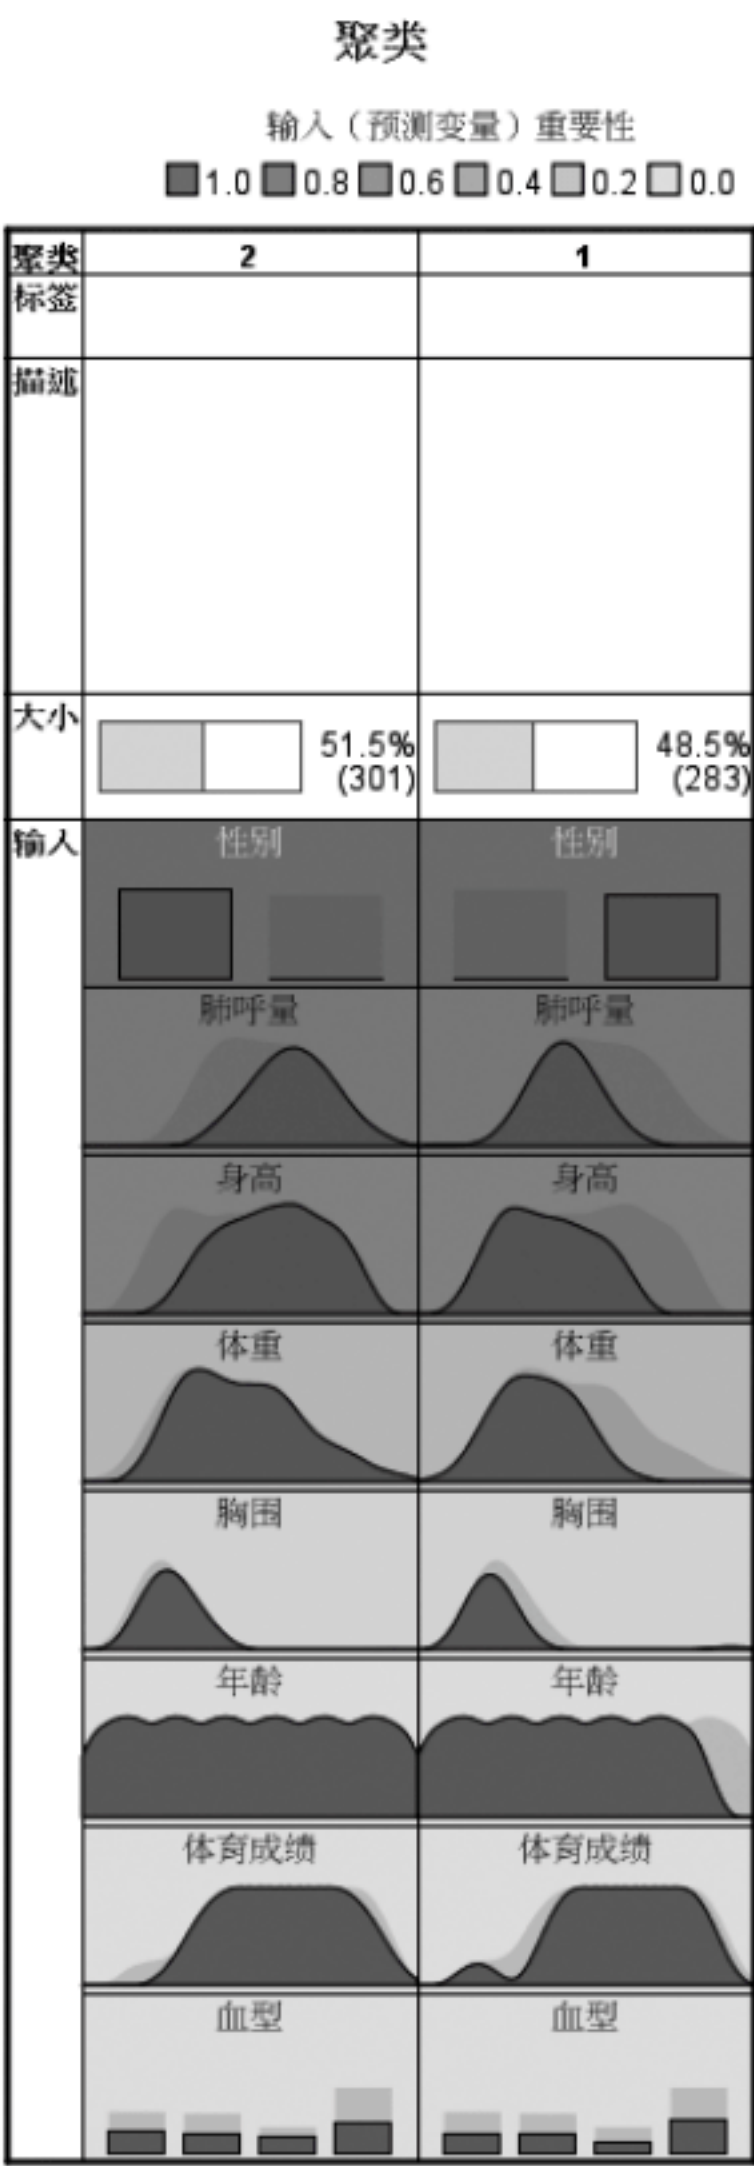 聚类
输入（预测变量）重要性
1.0 0.8 0.6 0.4 0.2 0.0
聚类 2 1
标签
描述
大小 51.5% 48.5%
(301) (283)
输入 性别 性别
肺呼量 肺呼量
身高 身高
体重 体重
胸围 胸围
年龄 年龄
体育成绩 体育成绩
血型 血型